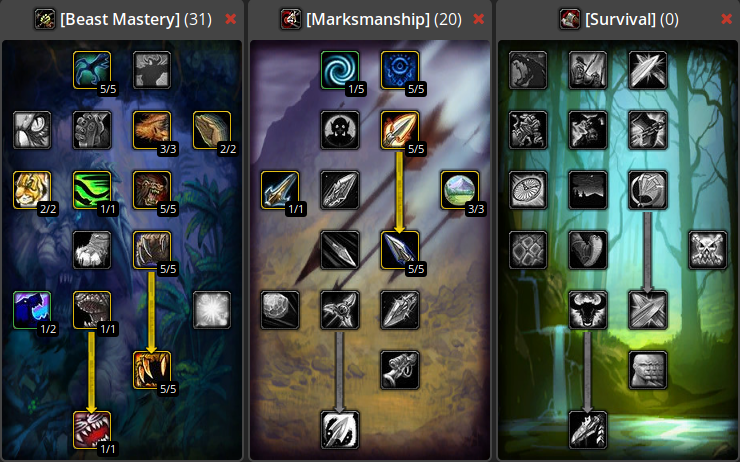 [Beast Mastery] (31) [Marksmanship] (20) [Survival] (0)
5/5 1/5 5/5
3/3 2/2 5/5
2/2 1/1 5/5 1/1 3/3
5/5 5/5
1/2 1/1
5/5
1/1